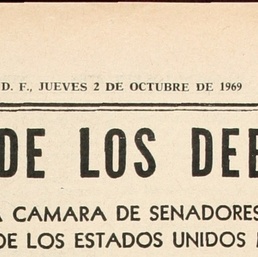 D. F., JUEVES 2 DE OCTUBRE DE 1969
DE LOS DEB
A CAMARA DE SENADORES
DE LOS ESTADOS UNIDOS